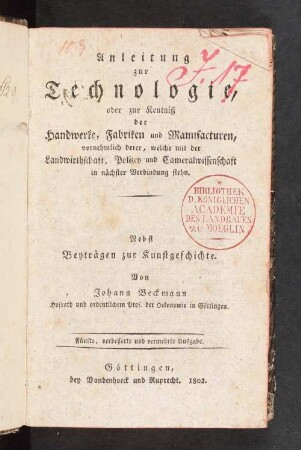 103
Anleitung
zur
Technologie,
oder zur Kentniß
der
Handwerke, Fabriken und Manufacturen,
vornehmlich derer, welche mit der
Landwirthschaft, Polizey und Cameralwissenschaft
in nächster Verbindung stehn.
BIBLIOTHEK
D. KÖNIGLICHEN
ACADEMIE
DES LANDBAUES
ZU MOEGLIN
Nebst
Beyträgen zur Kunstgeschichte.
Von
Johann Beckmann
Hofrath und ordentlichem Prof. der Oekonomie in Göttingen.
Fünfte, verbesserte und vermehrte Ausgabe.
Göttingen,
bey Vandenhoeck und Ruprecht. 1802.